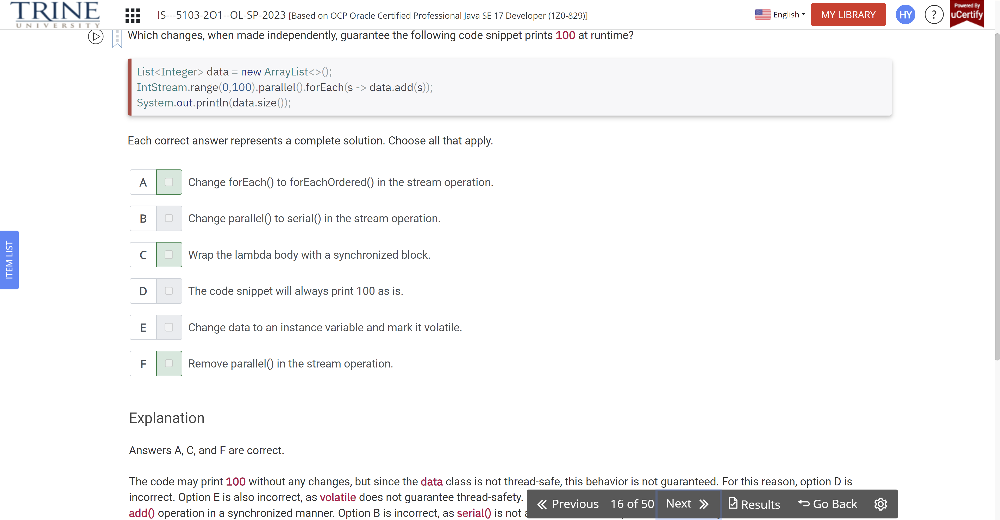 TRINE
UNIVERSITY
IS---5103-2O1--OL-SP-2023 [Based on OCP Oracle Certified Professional Java SE 17 Developer (1Z0-829)]
English
MY LIBRARY
HY
?
Powered By
uCertify
Which changes, when made independently, guarantee the following code snippet prints 100 at runtime?
List<Integer> data = new ArrayList<>();
IntStream.range(0,100).parallel().forEach(s -> data.add(s));
System.out.println(data.size());
Each correct answer represents a complete solution. Choose all that apply.
A Change forEach() to forEachOrdered() in the stream operation.
B Change parallel() to serial() in the stream operation.
C Wrap the lambda body with a synchronized block.
D The code snippet will always print 100 as is.
E Change data to an instance variable and mark it volatile.
F Remove parallel() in the stream operation.
ITEM LIST
Explanation
Answers A, C, and F are correct.
The code may print 100 without any changes, but since the data class is not thread-safe, this behavior is not guaranteed. For this reason, option D is
incorrect. Option E is also incorrect, as volatile does not guarantee thread-safety.
add() operation in a synchronized manner. Option B is incorrect, as serial() is not
Previous 16 of 50 Next Results Go Back